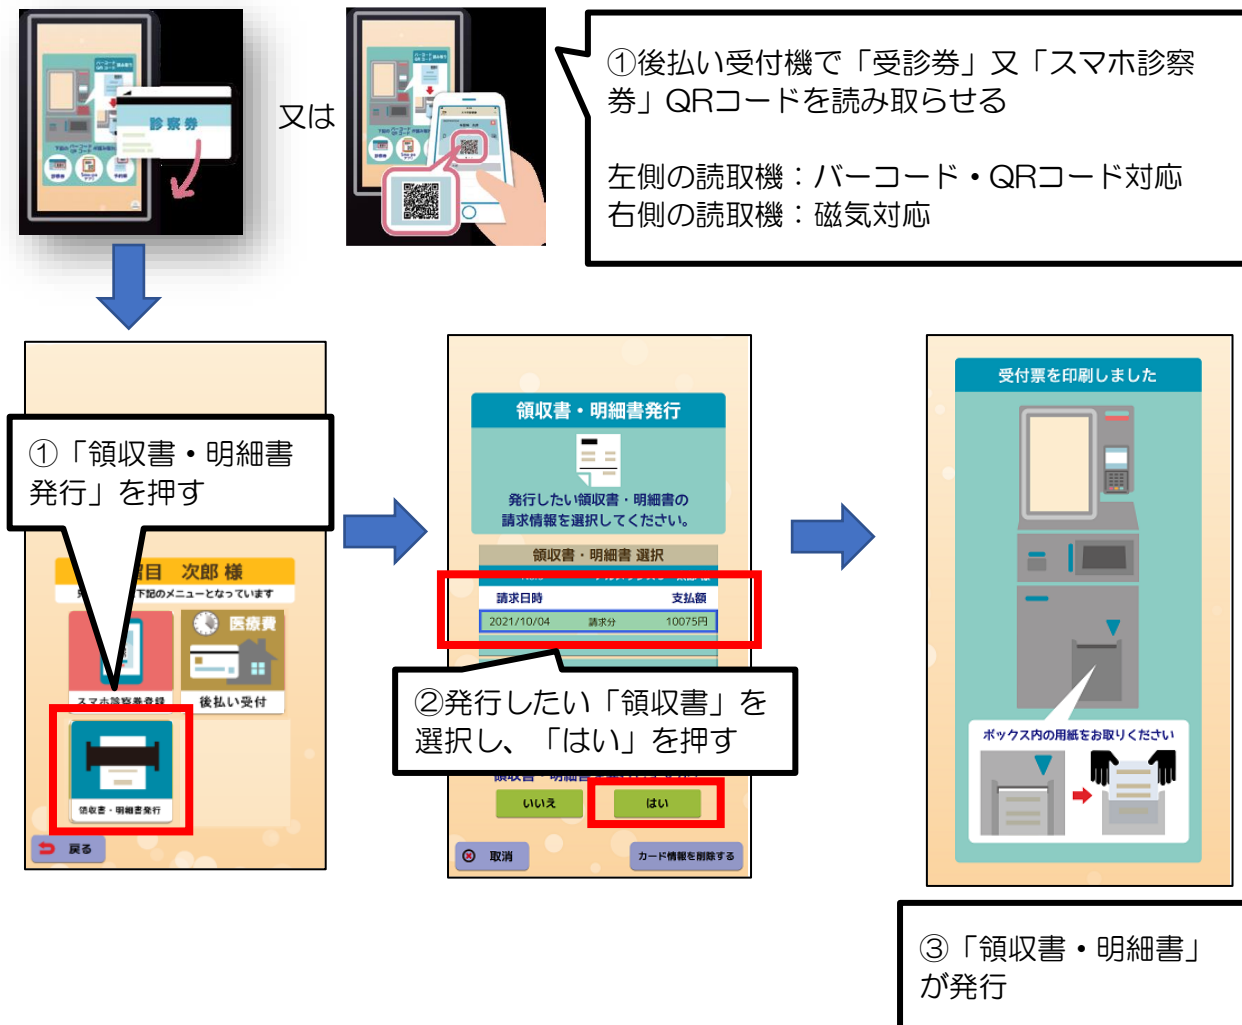 診察券
又は
①後払い受付機で「受診券」又「スマホ診察
券」QRコードを読み取らせる
左側の読取機：バーコード・QRコード対応
右側の読取機：磁気対応
①「領収書・明細書
発行」を押す
目 次郎 様
下記のメニューとなっています
スマホ診察券登録
医療費
後払い受付
領収書・明細書発行
戻る
領収書・明細書発行
発行したい領収書・明細書の
請求情報を選択してください。
領収書・明細書 選択
請求日時 支払額
2021/10/04 請求分 10075円
②発行したい「領収書」を
選択し、「はい」を押す
いいえ はい
取消 カード情報を削除する
受付票を印刷しました
ボックス内の用紙をお取りください
③「領収書・明細書」
が発行